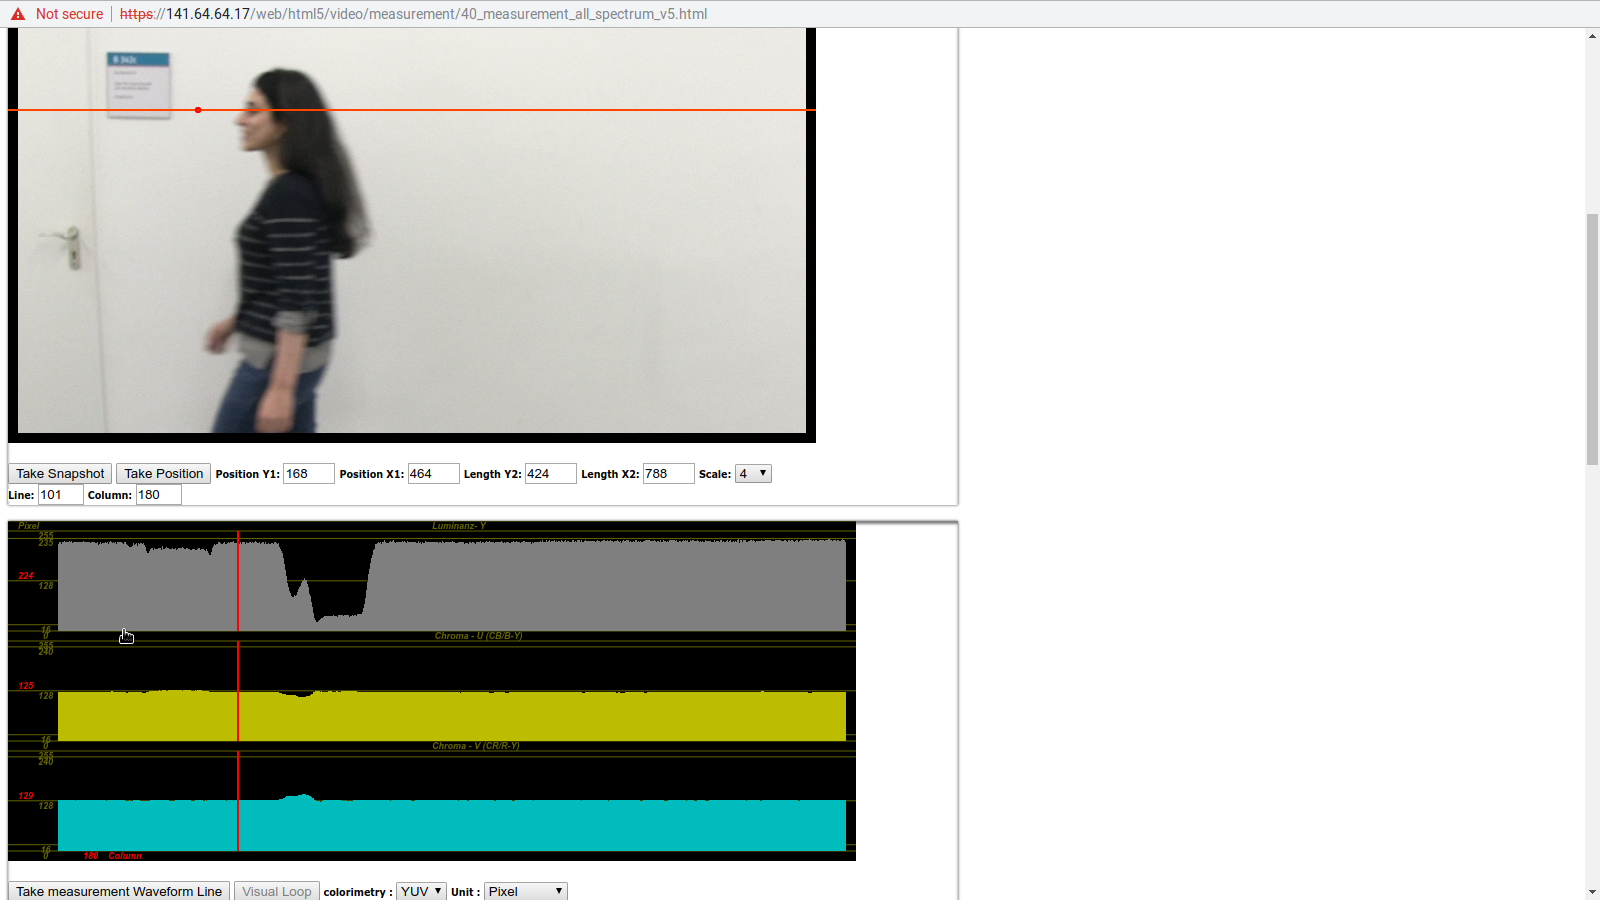 Not secure https://141.64.64.17/web/html5/video/measurement/40_measurement_all_spectrum_v5.html
Take Snapshot Take Position Position Y1: 168 Position X1: 464 Length Y2: 424 Length X2: 788 Scale: 4
Line: 101 Column: 180
Pixel Luminanz- Y
255
235
224
128
16
0
Chroma - U (CB/B-Y)
255
240
125
128
16
0
Chroma - V (CR/R-Y)
255
240
129
128
16
0
180 Column
Take measurement Waveform Line Visual Loop colorimetry : YUV Unit : Pixel